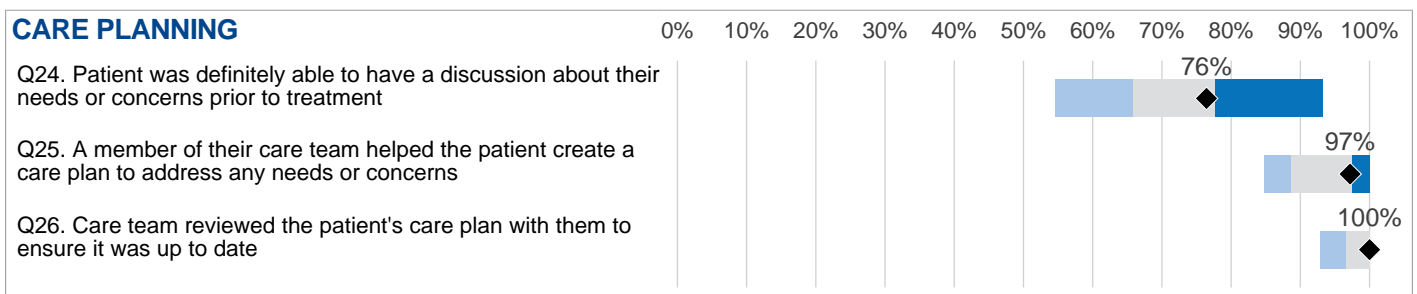 CARE PLANNING
0% 10% 20% 30% 40% 50% 60% 70% 80% 90% 100%
Q24. Patient was definitely able to have a discussion about their
needs or concerns prior to treatment
76%
Q25. A member of their care team helped the patient create a
care plan to address any needs or concerns
97%
Q26. Care team reviewed the patient's care plan with them to
ensure it was up to date
100%